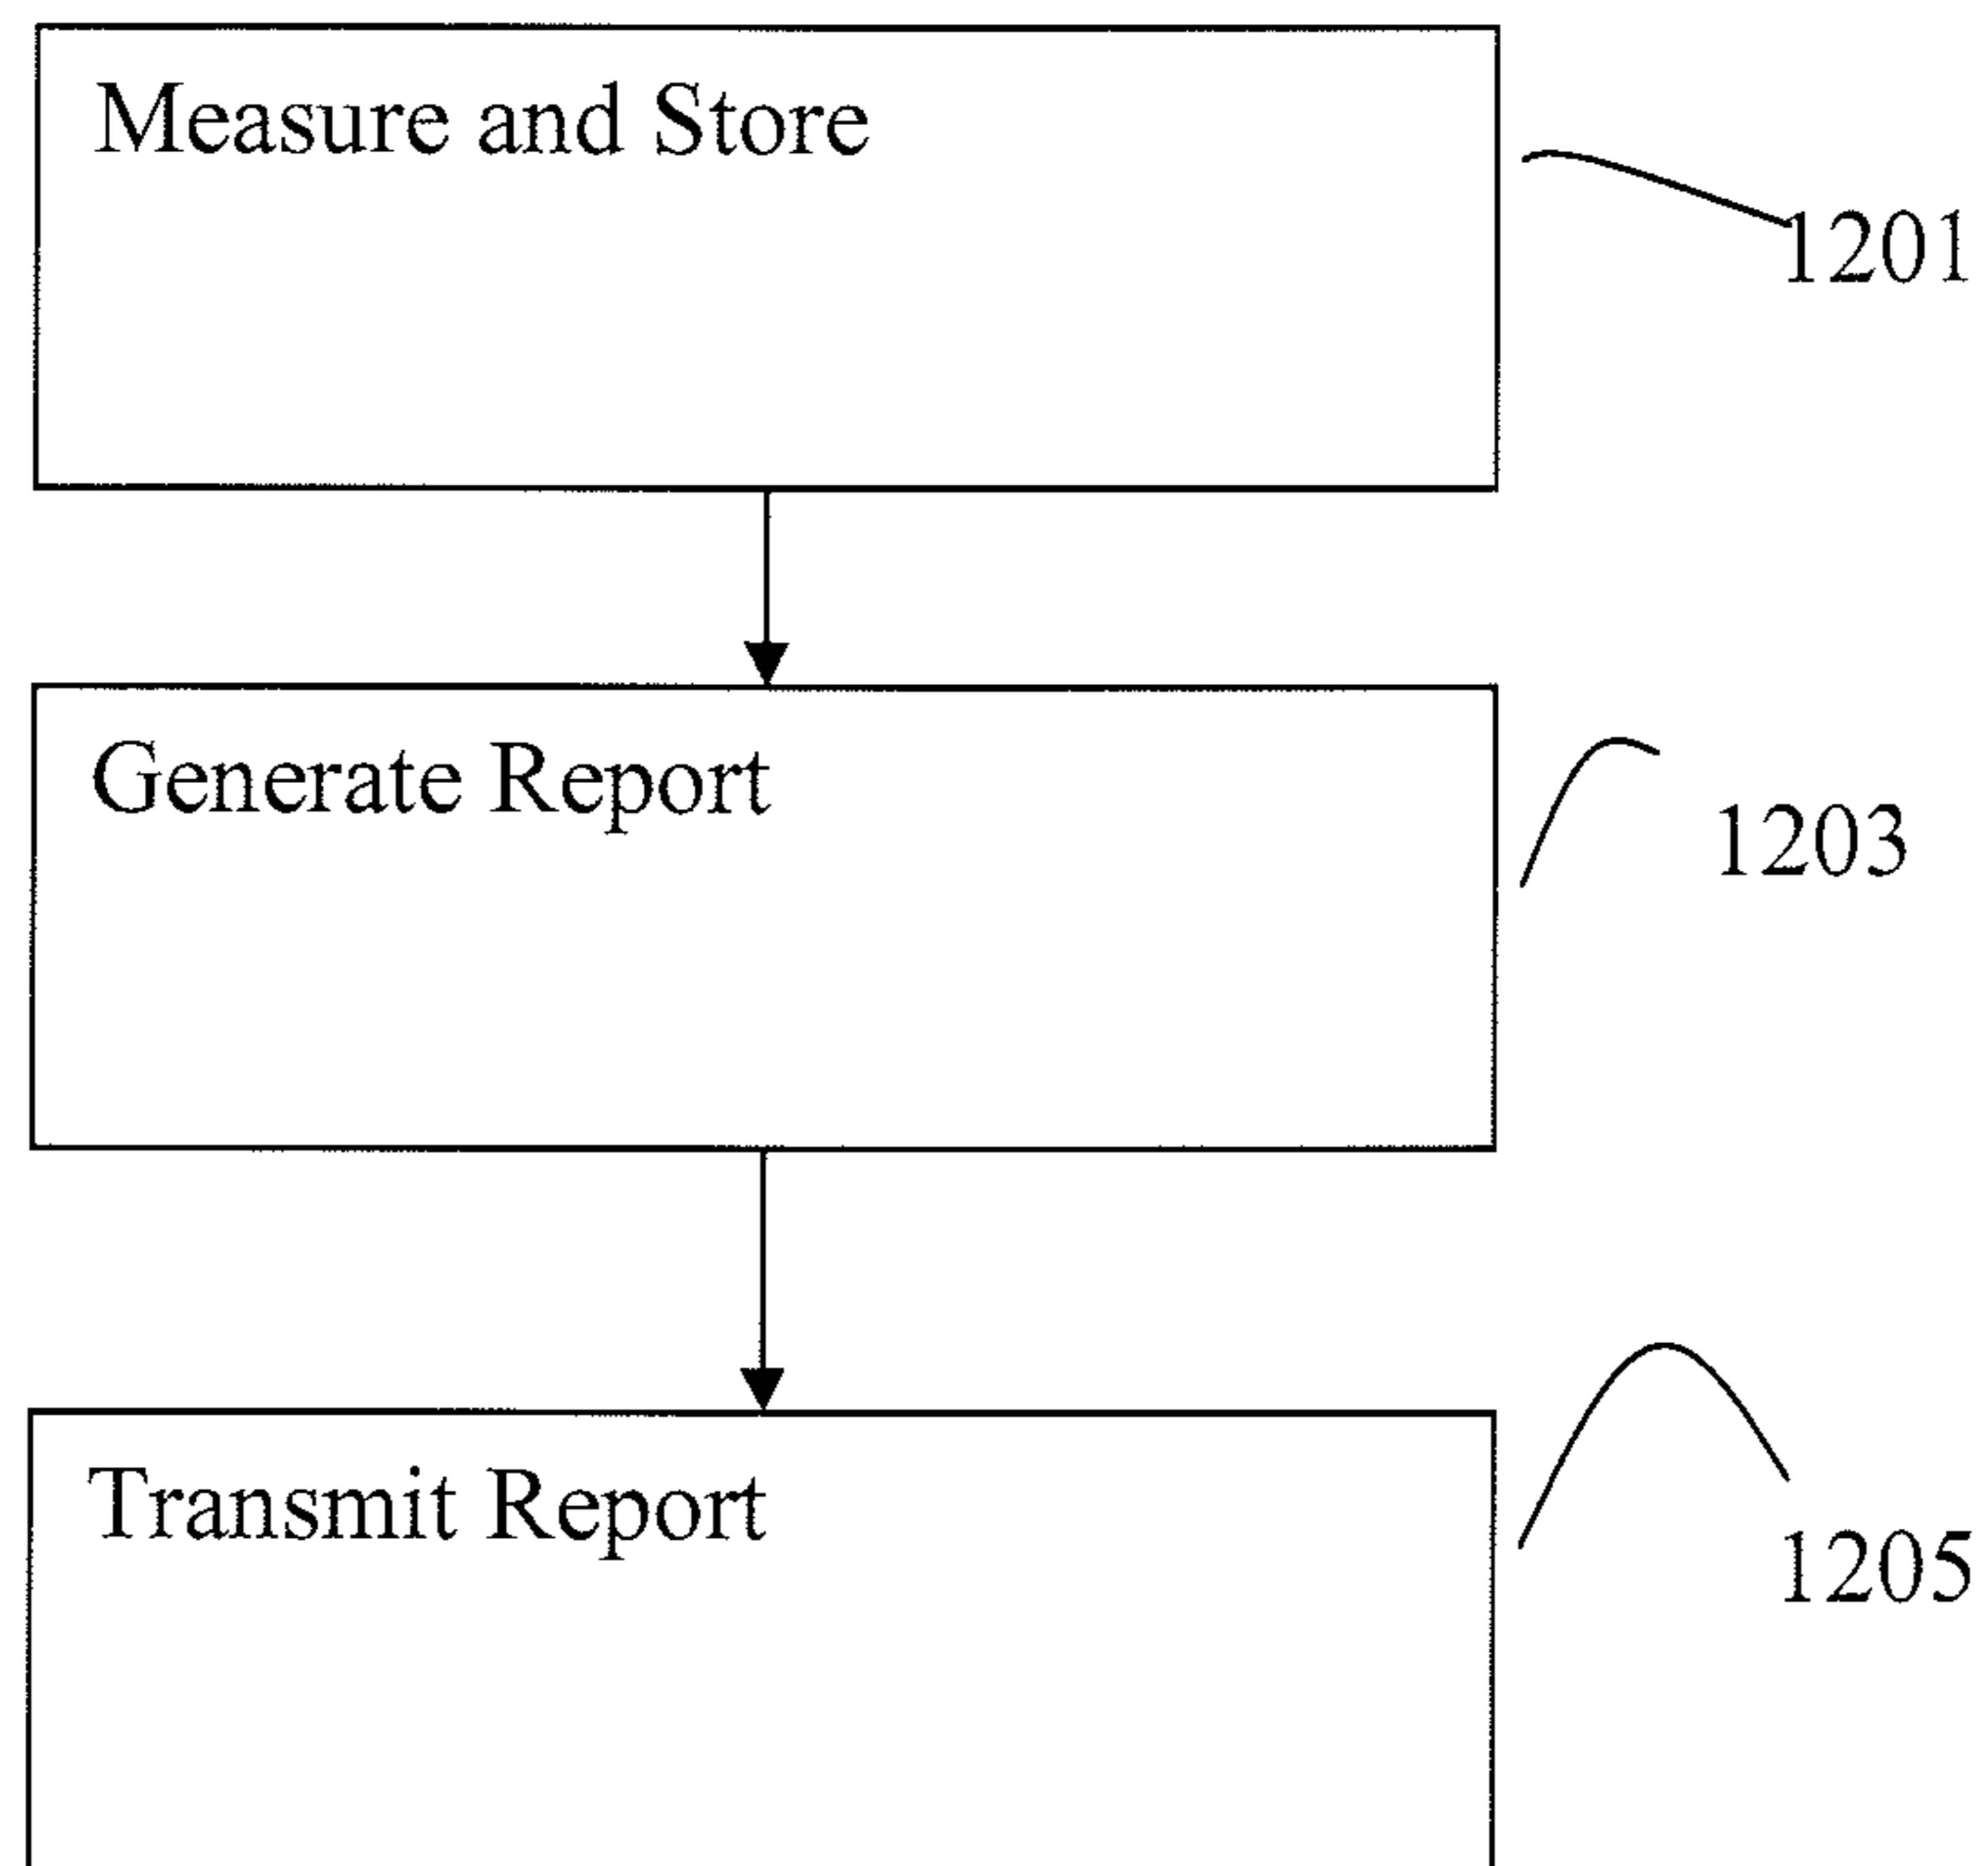 Measure and Store
1201
Generate Report
1203
Transmit Report
1205